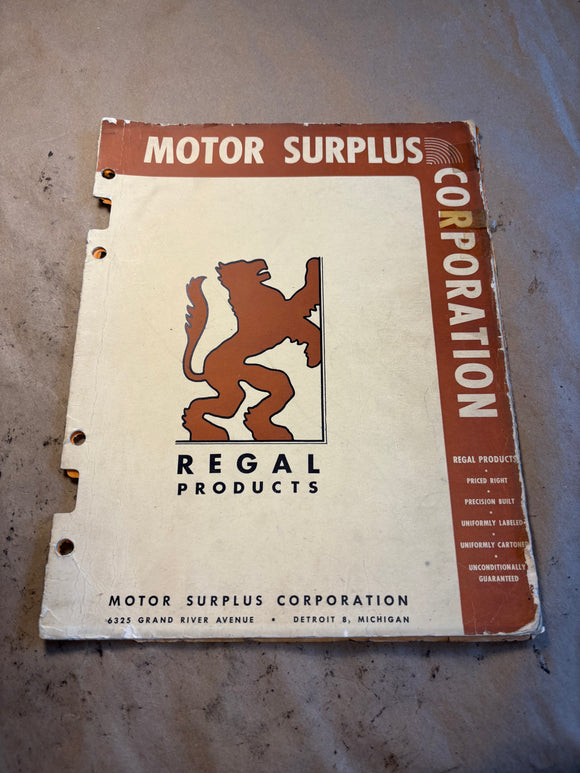 MOTOR SURPLUS
CORPORATION
REGAL
PRODUCTS
REGAL PRODUCTS
•
PRICED RIGHT
•
PRECISION BUILT
•
UNIFORMLY LABELED
•
UNIFORMLY CARTONED
•
UNCONDITIONALLY
GUARANTEED
MOTOR SURPLUS CORPORATION
6325 GRAND RIVER AVENUE • DETROIT 8, MICHIGAN